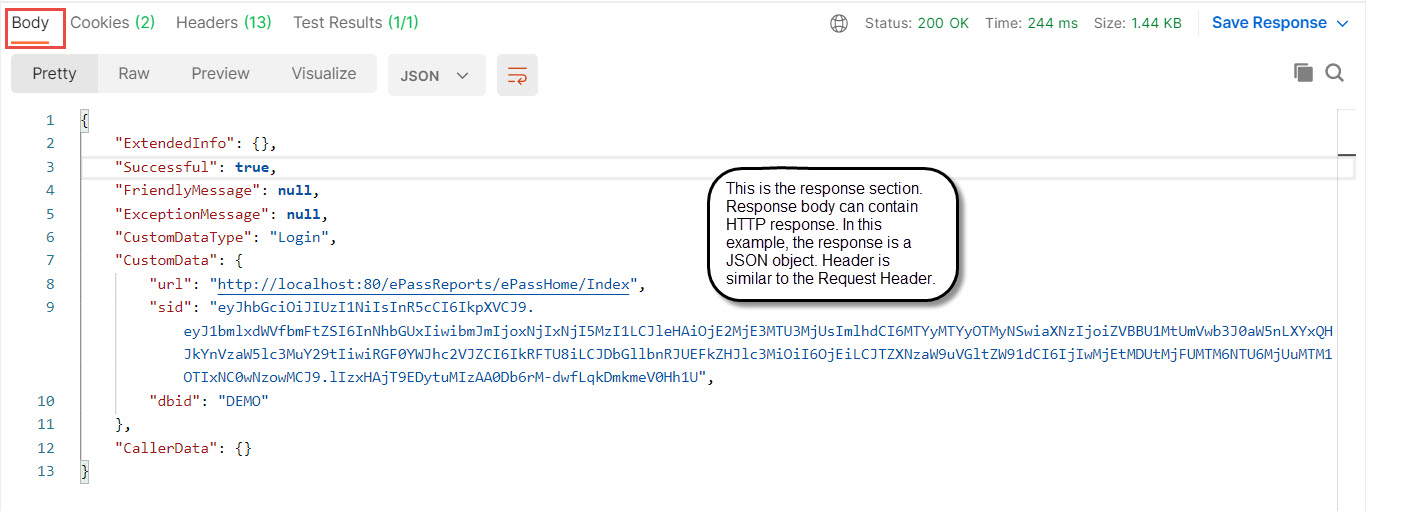 Body Cookies (2) Headers (13) Test Results (1/1) Status: 200 OK Time: 244 ms Size: 1.44 KB Save Response
Pretty Raw Preview Visualize JSON
1 {
2 "ExtendedInfo": {},
3 "Successful": true,
4 "FriendlyMessage": null,
5 "ExceptionMessage": null,
6 "CustomDataType": "Login",
7 "CustomData": {
8 "url": "http://localhost:80/ePassReports/ePassHome/Index",
9 "sid": "eyJhbGciOiJIUzI1NiIsInR5cCI6IkpXVCJ9.
eyJ1bmlxdWVfbmFtZSI6InNhbGUxIiwibmJmIjoxNjIxNjI5MzI1LCJleHAiOjE2MjE3MTU3MjUsImlhdCI6MTYyMTYyOTMyNSwiaXNzIjoiZVBBU1MtUmVwb3J0aW5nLXYxQH
JkYnVzaW5lc3MuY29tIiwiRGF0YWJhc2VJZCI6IkRFTU8iLCJDbGllbnRJUEFkZHJlc3MiOiI6OjEiLCJTZXNzaW9uVGltZW91dCI6IjIwMjEtMDUtMjFUMTM6NTU6MjUuMTM1
OTIxNC0wNzowMCJ9.lIzxHAjT9EDytuMIzAA0Db6rM-dwfLqkDmkmeV0Hh1U",
10 "dbid": "DEMO"
11 },
12 "CallerData": {}
13 }
This is the response section.
Response body can contain
HTTP response. In this
example, the response is a
JSON object. Header is
similar to the Request Header.